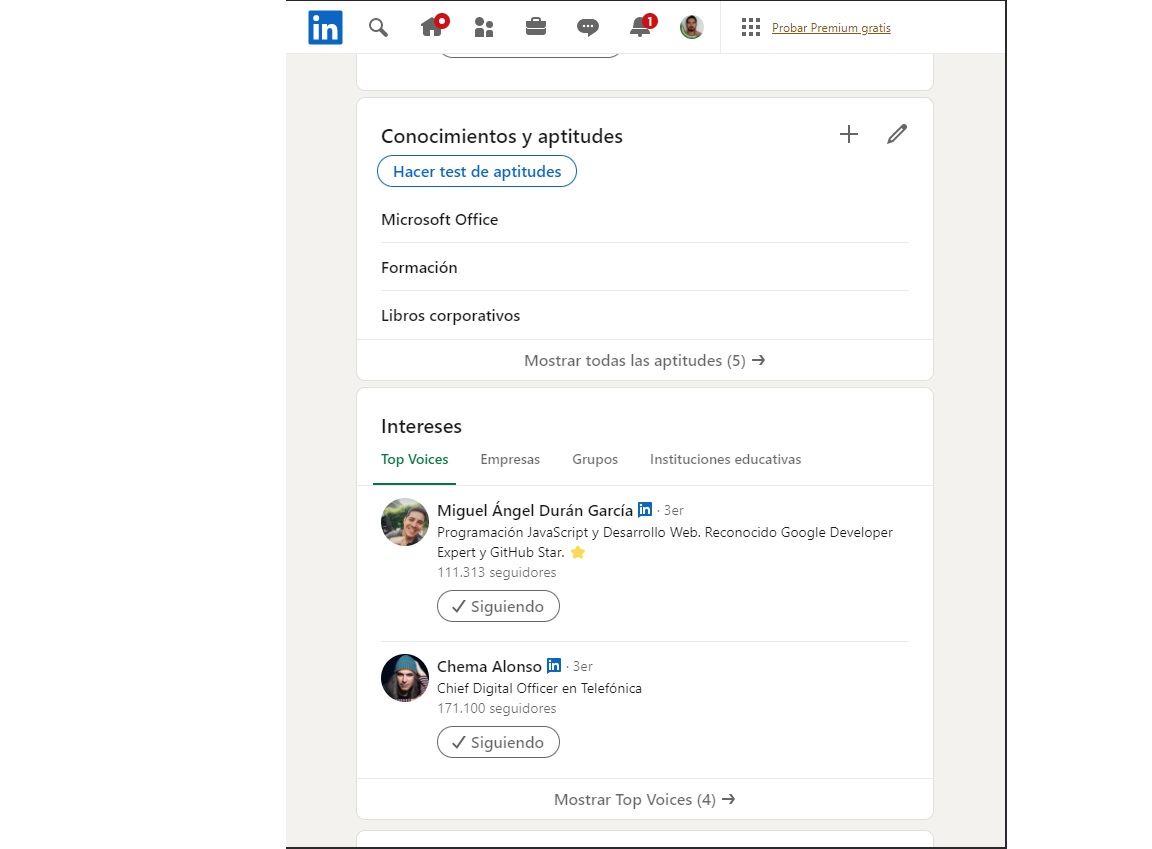 in
1
Probar Premium gratis
Conocimientos y aptitudes
Hacer test de aptitudes
Microsoft Office
Formación
Libros corporativos
Mostrar todas las aptitudes (5) →
Intereses
Top Voices Empresas Grupos Instituciones educativas
Miguel Ángel Durán García in · 3er
Programación JavaScript y Desarrollo Web. Reconocido Google Developer
Expert y GitHub Star. ⭐
111.313 seguidores
✓ Siguiendo
Chema Alonso in · 3er
Chief Digital Officer en Telefónica
171.100 seguidores
✓ Siguiendo
Mostrar Top Voices (4) →